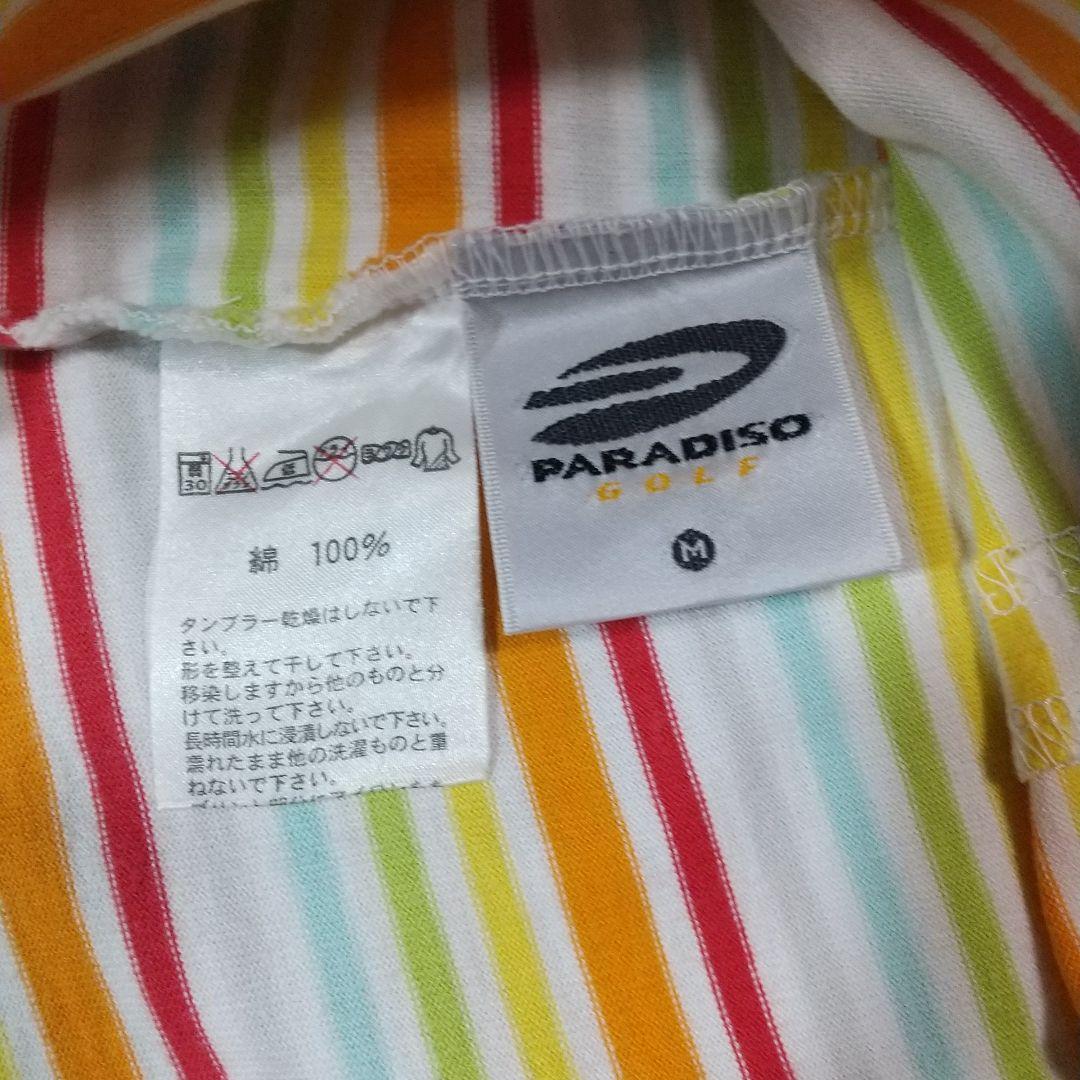 30
綿 100%
タンブラー乾燥はしないで下
さい。
形を整えて干して下さい。
移染しますから他のものと分
けて洗って下さい。
長時間水に浸漬しないで下さい。
濡れたまま他の洗濯ものと重
ねないで下さい。
PARADISO
GOLF
M